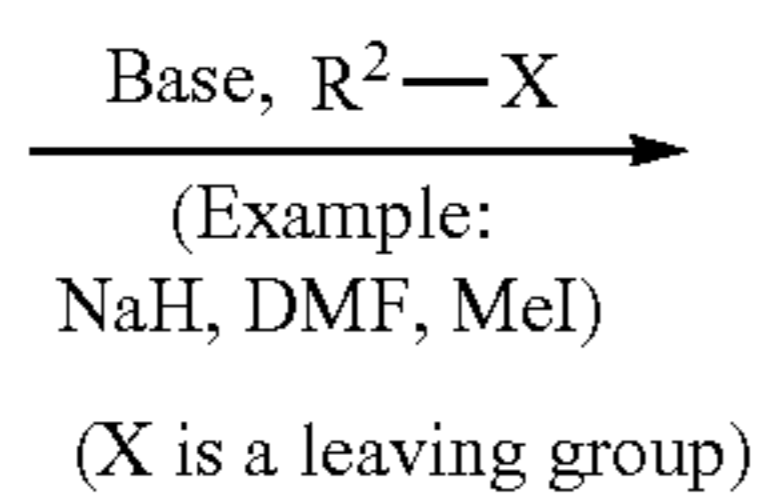 Base, R²—X
(Example:
NaH, DMF, MeI)
(X is a leaving group)